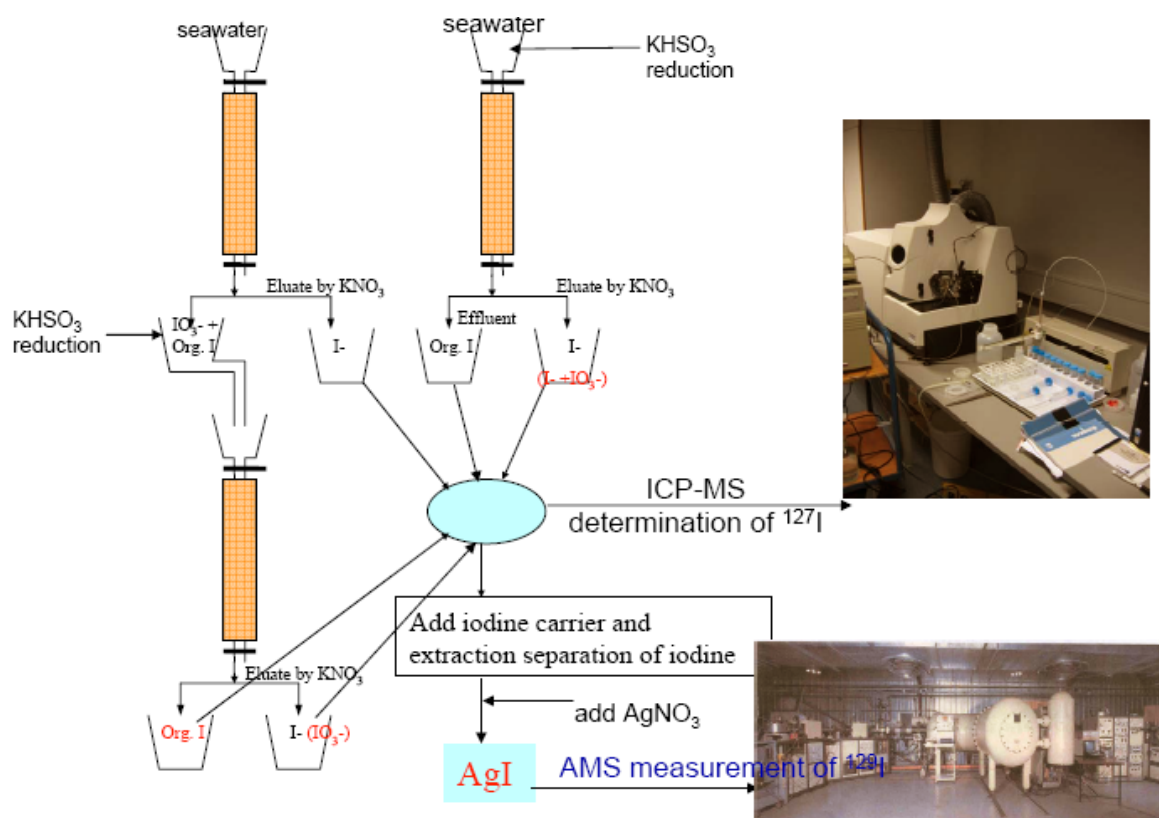 seawater
seawater
KHSO₃
reduction
Eluate by KNO₃
Eluate by KNO₃
Effluent
KHSO₃
reduction
IO₃- +
Org. I
I-
Org. I
I-
(I- +IO₃-)
ICP-MS
determination of ¹²⁷I
Add iodine carrier and
extraction separation of iodine
Eluate by KNO₃
add AgNO₃
Org. I
I- (IO₃-)
AgI
AMS measurement of ¹²⁹I